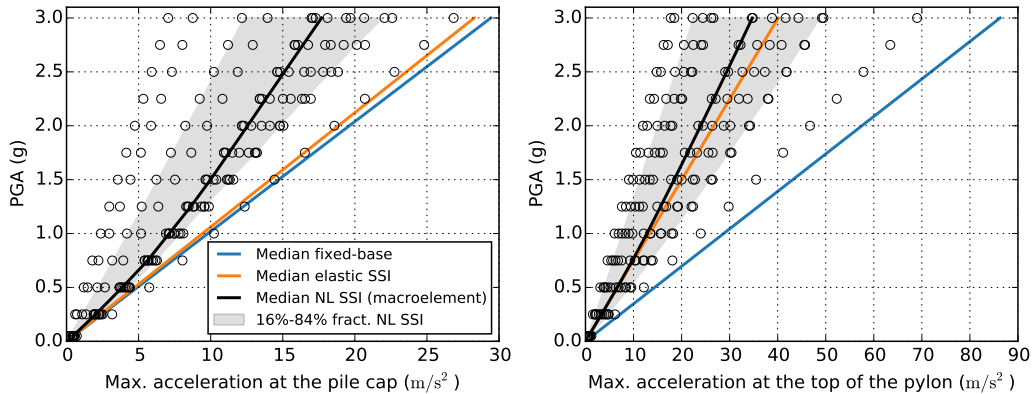 3.0
2.5
2.0
1.5
1.0
0.5
0.0
PGA (g)
0 5 10 15 20 25 30
Max. acceleration at the pile cap (m/s² )
Median fixed-base
Median elastic SSI
Median NL SSI (macroelement)
16%-84% fract. NL SSI
3.0
2.5
2.0
1.5
1.0
0.5
0.0
PGA (g)
0 10 20 30 40 50 60 70 80 90
Max. acceleration at the top of the pylon (m/s² )